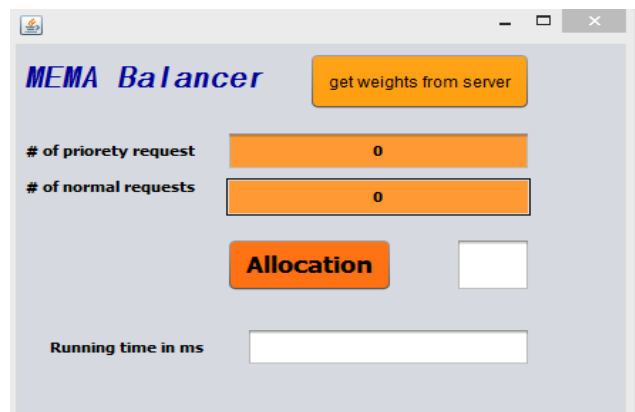 MEMA Balancer
get weights from server
# of priorety request
0
# of normal requests
0
Allocation
Running time in ms